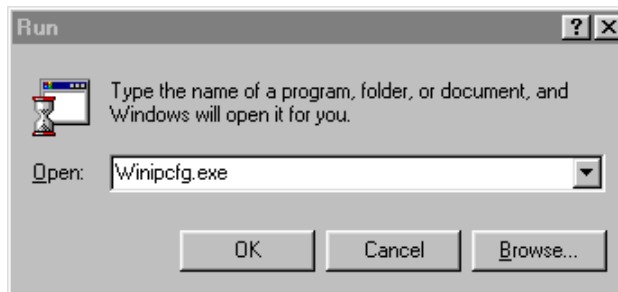 Run
Type the name of a program, folder, or document, and
Windows will open it for you.
Open: Winipcfg.exe
OK Cancel Browse...